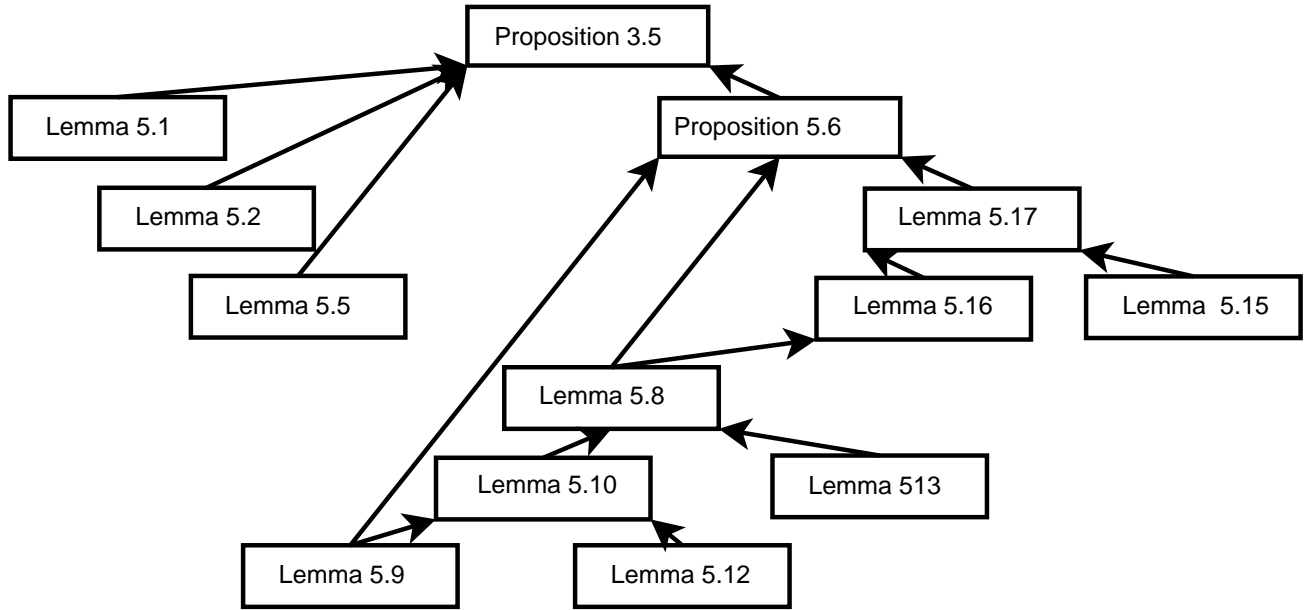 Proposition 3.5
Lemma 5.1
Proposition 5.6
Lemma 5.2
Lemma 5.17
Lemma 5.5
Lemma 5.16
Lemma 5.15
Lemma 5.8
Lemma 5.10
Lemma 513
Lemma 5.9
Lemma 5.12